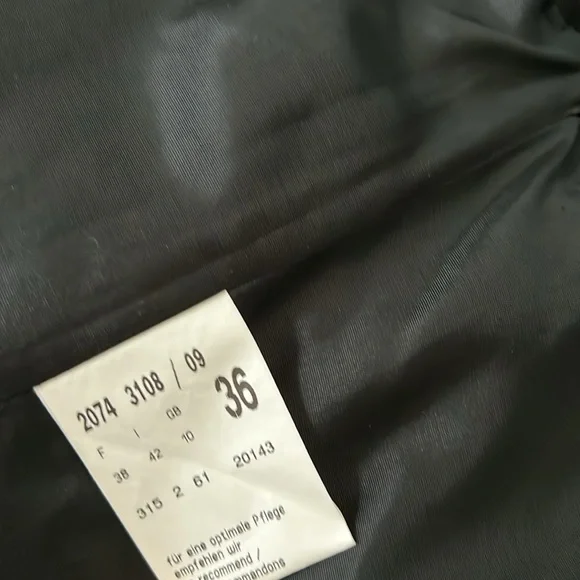 2074 3108 / 09
36
F I GB
38 42 10
315 2 61 20143
für eine optimale Pflege
empfehlen wir
recommend /
mmendons